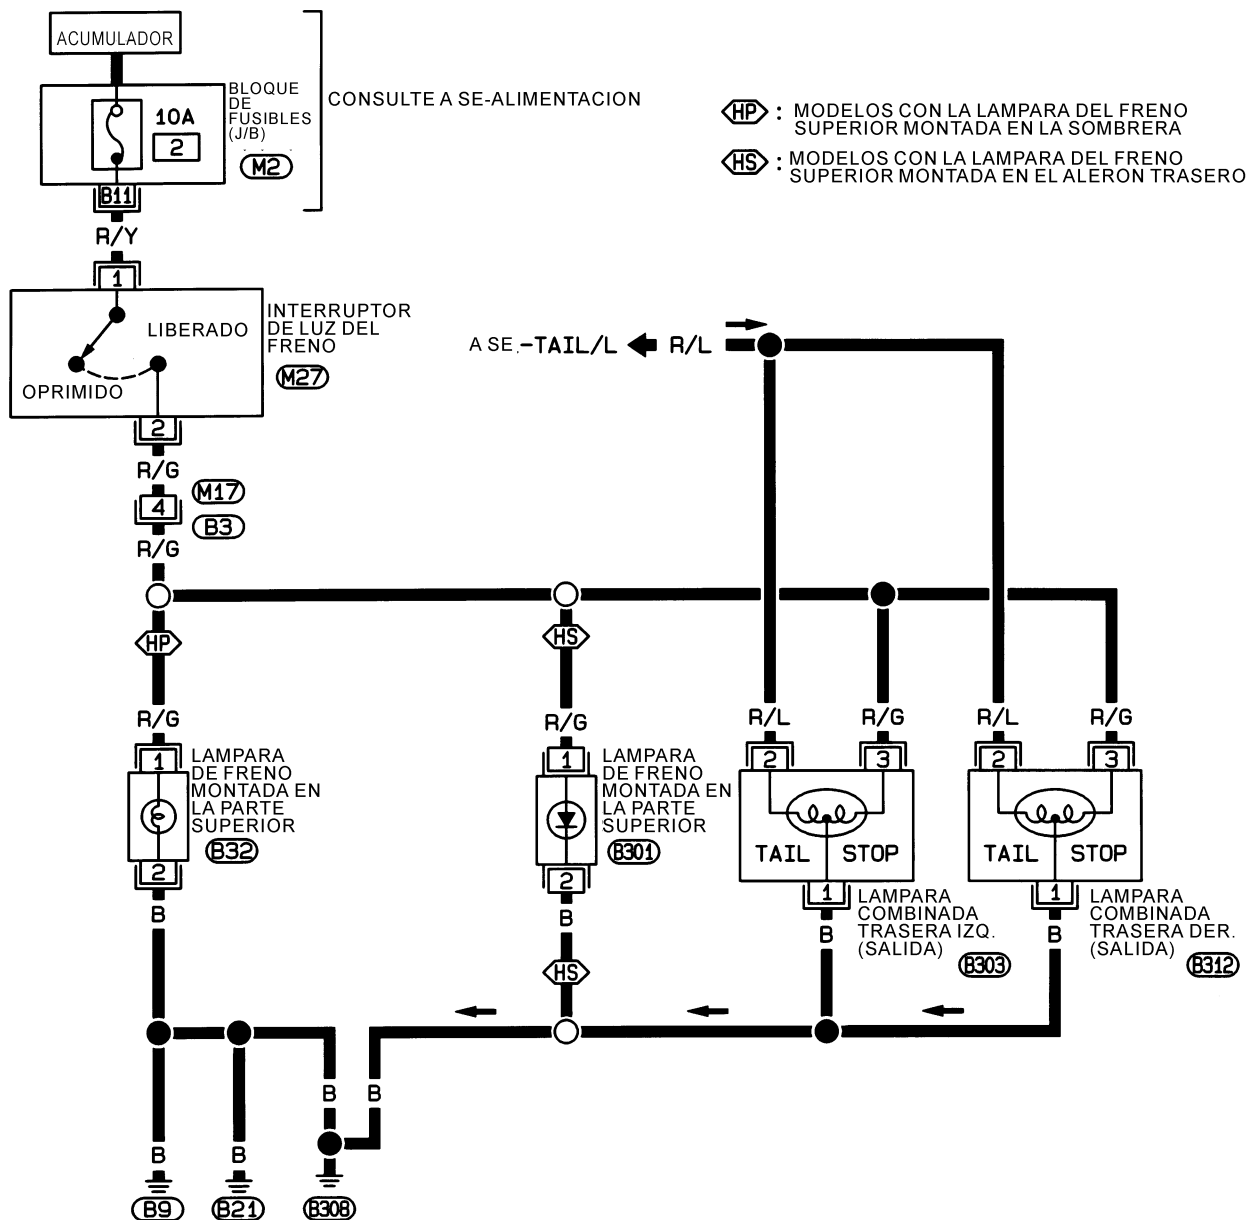 ACUMULADOR
BLOQUE
DE
FUSIBLES
(J/B)
10A
2
M2
B11
CONSULTE A SE-ALIMENTACION
HP : MODELOS CON LA LAMPARA DEL FRENO
SUPERIOR MONTADA EN LA SOMBRERA
HS : MODELOS CON LA LAMPARA DEL FRENO
SUPERIOR MONTADA EN EL ALERON TRASERO
R/Y
1
LIBERADO
OPRIMIDO
INTERRUPTOR
DE LUZ DEL
FRENO
M27
2
A SE.-TAIL/L R/L
R/G
4
M17
B3
R/G
HP
HS
R/G
R/G
R/L
R/G
R/L
R/G
1
LAMPARA
DE FRENO
MONTADA EN
LA PARTE
SUPERIOR
B32
2
1
LAMPARA
DE FRENO
MONTADA EN
LA PARTE
SUPERIOR
B301
2
2
3
TAIL STOP
1
2
3
TAIL STOP
1
LAMPARA
COMBINADA
TRASERA IZQ.
(SALIDA)
B303
LAMPARA
COMBINADA
TRASERA DER.
(SALIDA)
B312
B
B
B
B
HS
B
B
B
B
B9
B21
B308